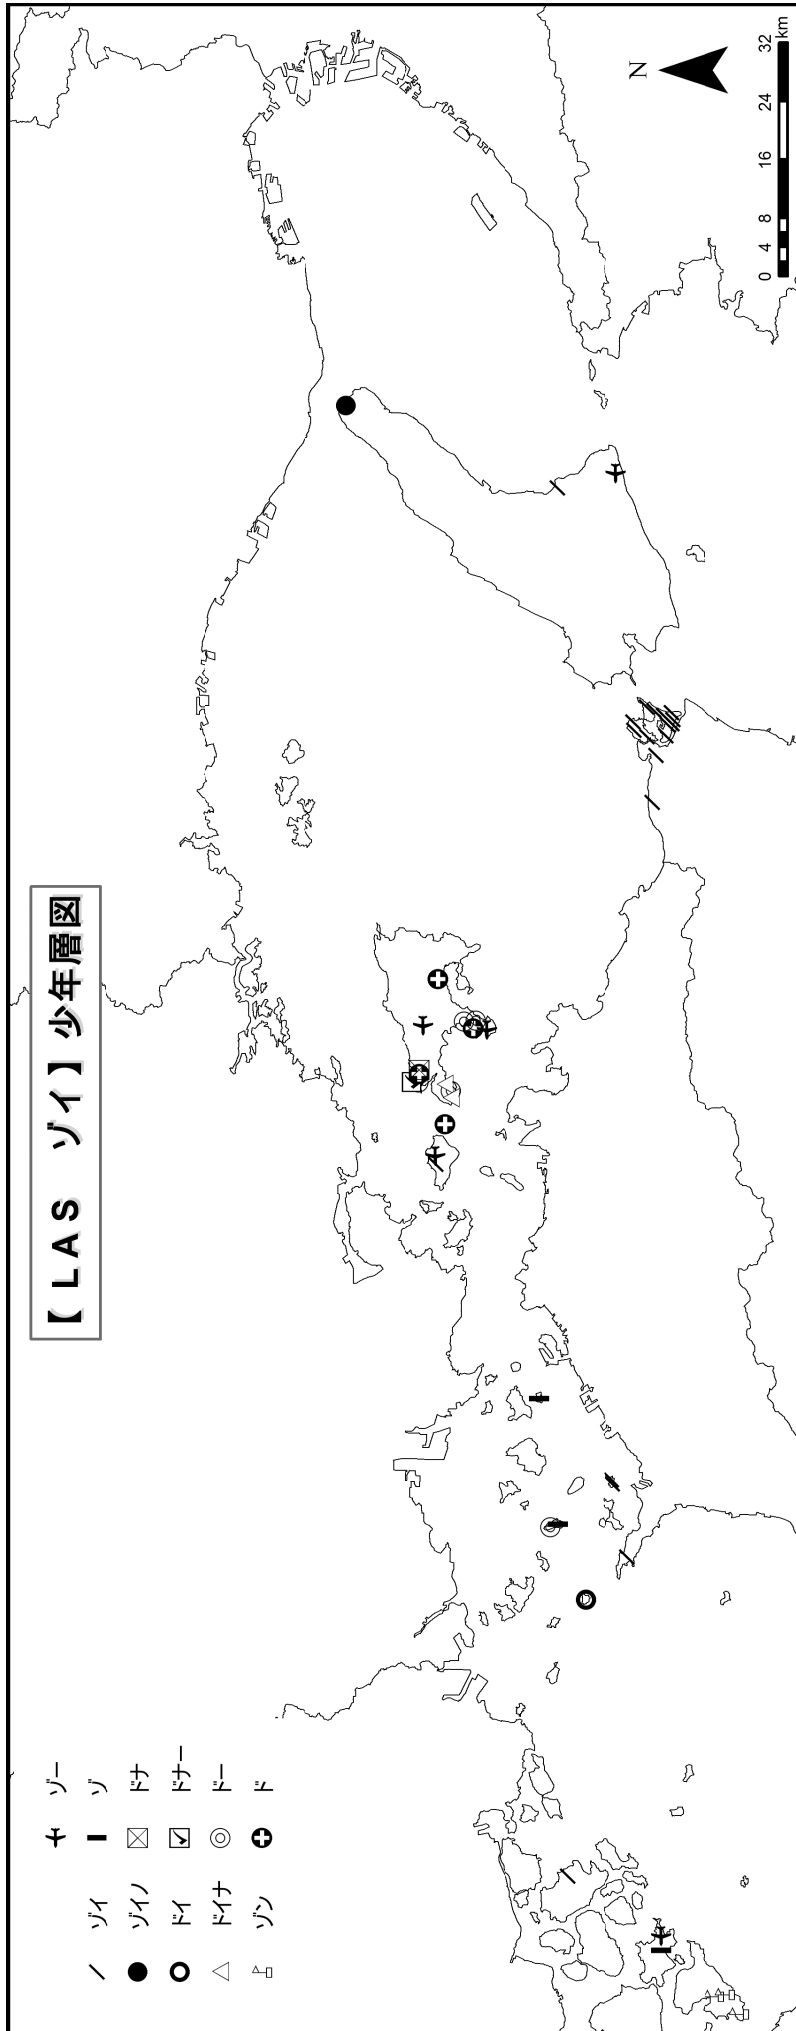 【 LAS　ゾイ 】少年層図
ゾイ
ゾイノ
ドイ
ドイナ
ゾン
ゾー
ゾ
ドナ
ドナー
ドー
ド
N
0 4 8 16 24 32
km